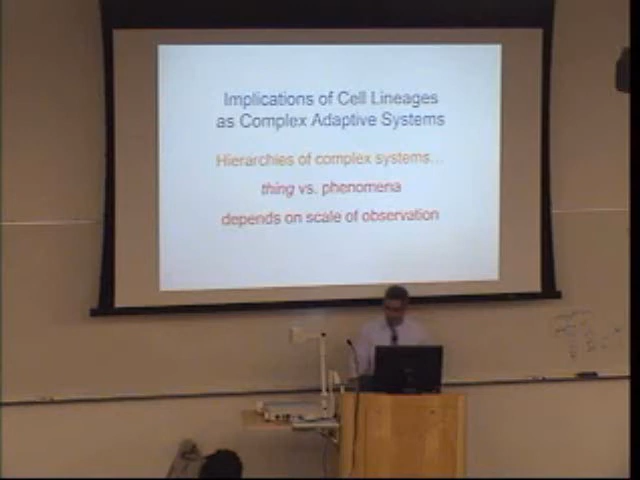 Implications of Cell Lineages
as Complex Adaptive Systems
Hierarchies of complex systems...
thing vs. phenomena
depends on scale of observation